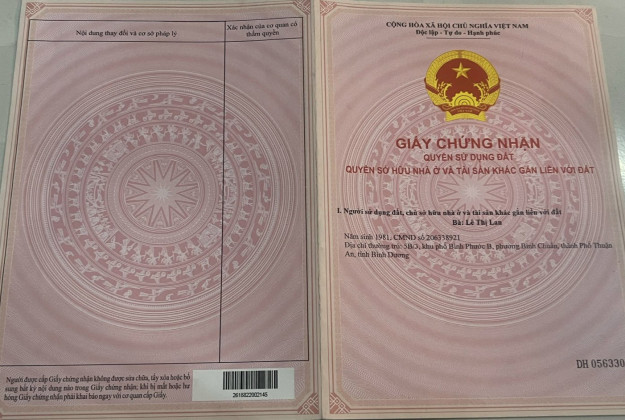 Nội dung thay đổi và cơ sở pháp lý
Xác nhận của cơ quan có
thẩm quyền
Người được cấp Giấy chứng nhận không được sửa chữa, tẩy xóa hoặc bổ
sung bất kỳ nội dung nào trong Giấy chứng nhận; khi bị mất hoặc hư
hỏng Giấy chứng nhận phải khai báo ngay với cơ quan cấp Giấy.
2618022002145
CỘNG HÒA XÃ HỘI CHỦ NGHĨA VIỆT NAM
Độc lập - Tự do - Hạnh phúc
GIẤY CHỨNG NHẬN
QUYỀN SỬ DỤNG ĐẤT
QUYỀN SỞ HỮU NHÀ Ở VÀ TÀI SẢN KHÁC GẮN LIỀN VỚI ĐẤT
I. Người sử dụng đất, chủ sở hữu nhà ở và tài sản khác gắn liền với đất
Bà: Lê Thị Lan
Năm sinh 1981, CMND số 206338921
Địa chỉ thường trú: 3B/3, khu phố Bình Phước B, phường Bình Chuẩn, thành Phố Thuận
An, tỉnh Bình Dương
DH 056330